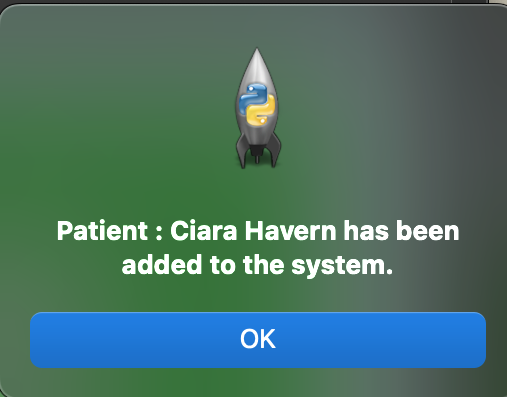 Patient : Ciara Havern has been
added to the system.
OK